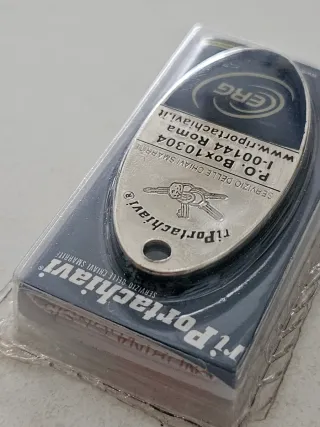 riPortachiavi®
SERVIZIO DELLE CHIAVI SMARRITE
P.O. Box10304
I-00144 Roma
www.riportachiavi.it
ERG
riPortachiavi®
SERVIZIO DELLE CHIAVI SMARRITE